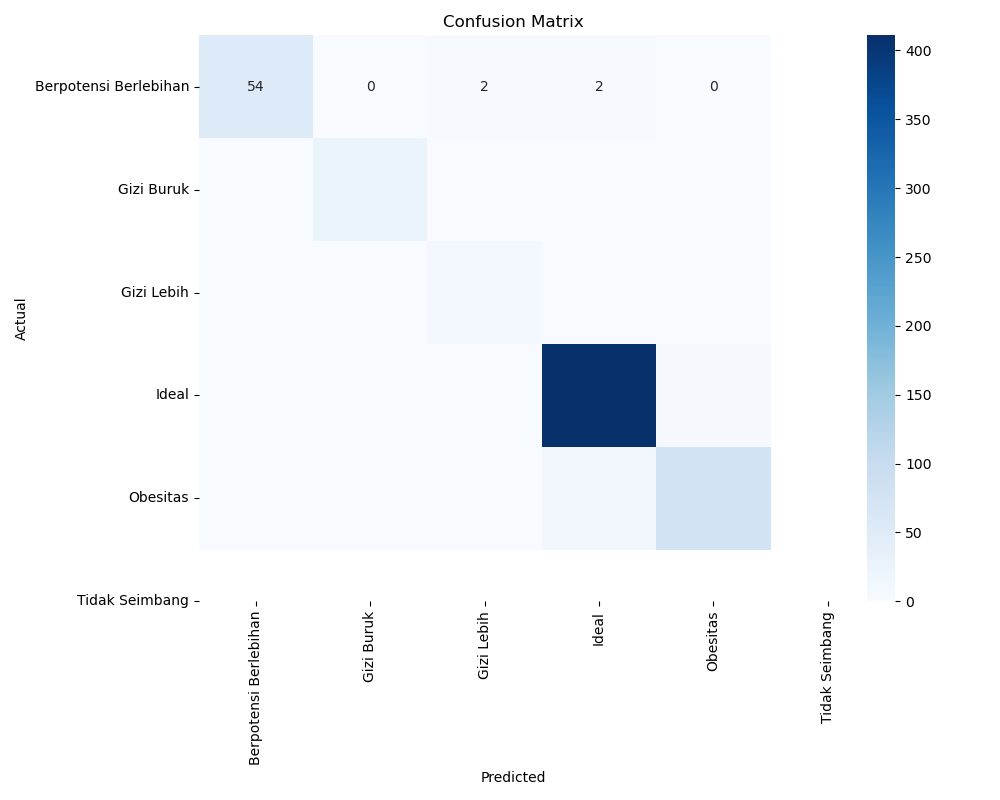 Confusion Matrix
Berpotensi Berlebihan
54 0 2 2 0
Gizi Buruk
Gizi Lebih
Ideal
Obesitas
Tidak Seimbang
Actual
Berpotensi Berlebihan
Gizi Buruk
Gizi Lebih
Ideal
Obesitas
Tidak Seimbang
Predicted
400
350
300
250
200
150
100
50
0